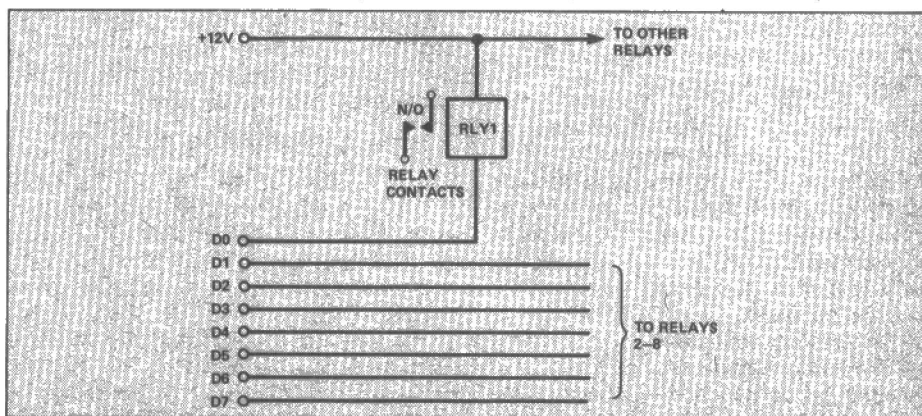 +12V
TO OTHER
RELAYS
N/O
RLY1
RELAY
CONTACTS
D0
D1
D2
D3
D4
D5
D6
D7
TO RELAYS
2–8